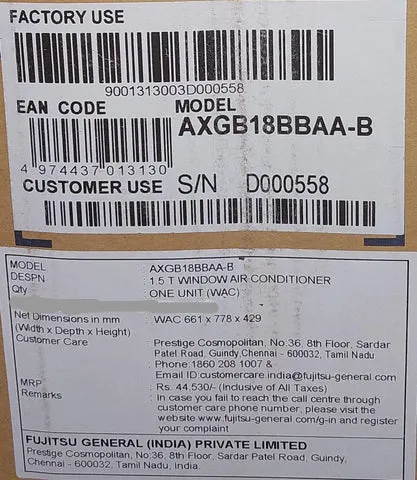 FACTORY USE
9001313003D000558
EAN CODE MODEL
AXGB18BBAA-B
4 974437 013130
CUSTOMER USE S/N D000558
MODEL AXGB18BBAA-B
DESPN : 1.5 T WINDOW AIR CONDITIONER
Qty ONE UNIT (WAC)
Net Dimensions in mm : WAC 661 x 778 x 429
(Width x Depth x Height)
Customer Care : Prestige Cosmopolitan, No:36, 8th Floor, Sardar
Patel Road, Guindy,Chennai - 600032, Tamil Nadu
Phone:1860 208 1007 &
Email ID:customercare.india@fujitsu-general.com
MRP : Rs. 44,530/- (Inclusive of All Taxes)
Remarks : In case you fail to reach the call centre through
customer care phone number, please visit the
website www.fujitsu-general.com/g-in and register
your complaint
FUJITSU GENERAL (INDIA) PRIVATE LIMITED
Prestige Cosmopolitan, No:36, 8th Floor, Sardar Patel Road, Guindy,
Chennai - 600032, Tamil Nadu, India.